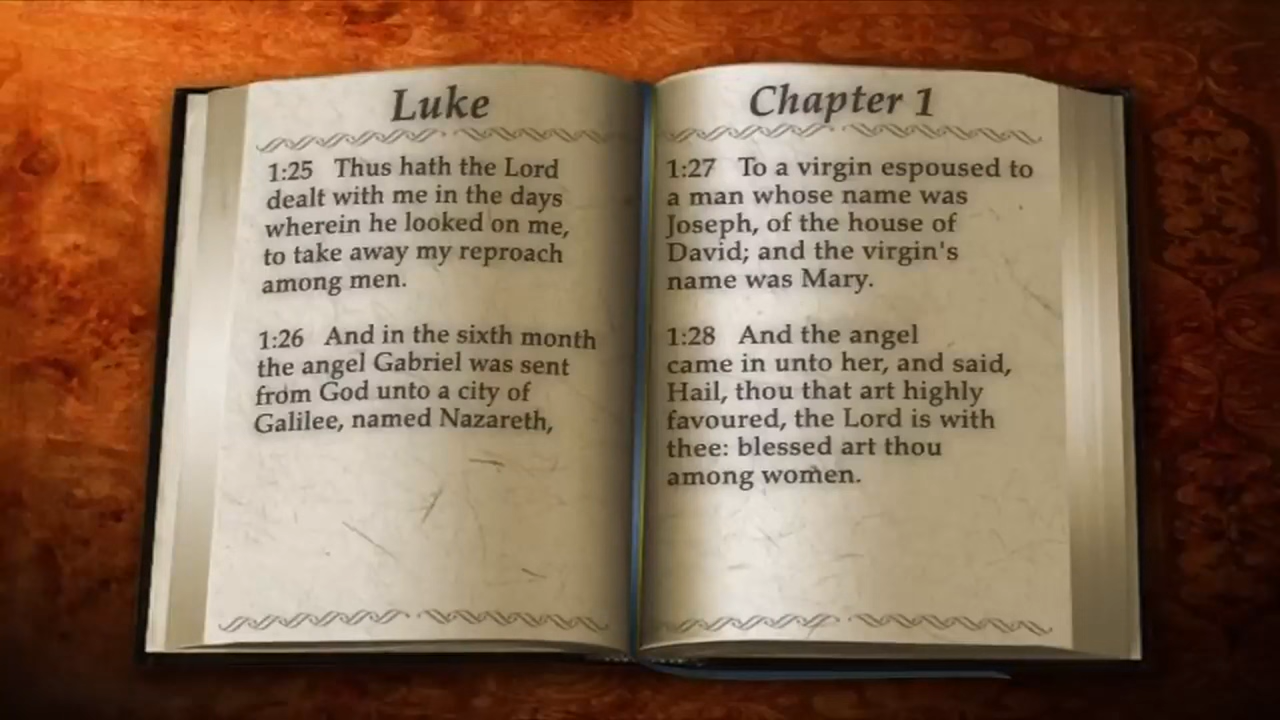 Luke
1:25 Thus hath the Lord
dealt with me in the days
wherein he looked on me,
to take away my reproach
among men.
1:26 And in the sixth month
the angel Gabriel was sent
from God unto a city of
Galilee, named Nazareth,
Chapter 1
1:27 To a virgin espoused to
a man whose name was
Joseph, of the house of
David; and the virgin's
name was Mary.
1:28 And the angel
came in unto her, and said,
Hail, thou that art highly
favoured, the Lord is with
thee: blessed art thou
among women.